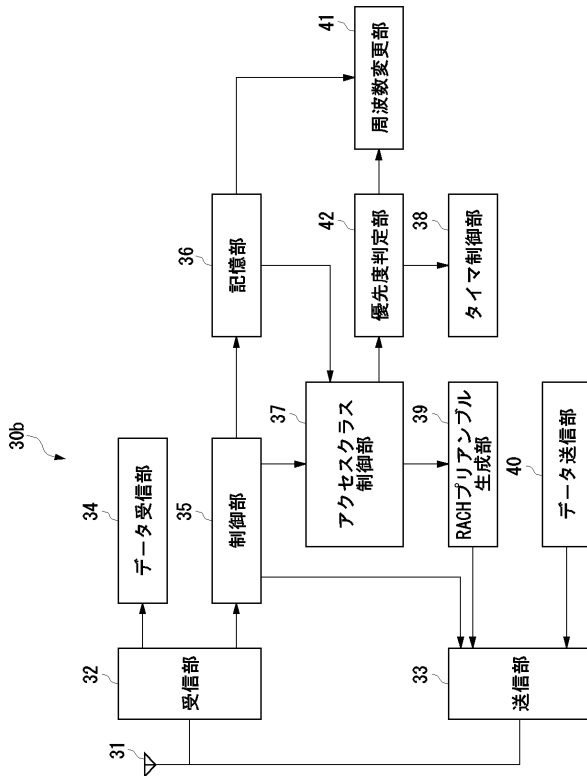 30b
31
32
受信部
33
送信部
34
データ受信部
35
制御部
36
記憶部
37
アクセスクラス
制御部
39
RACHプリアンブル
生成部
40
データ送信部
41
周波数変更部
42
優先度判定部
38
タイマ制御部